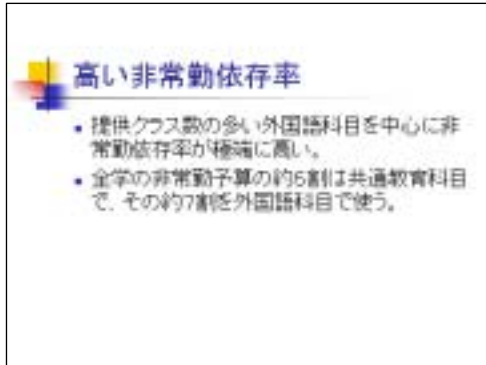 高い非常勤依存率
提供クラス数の多い外国語科目を中心に非
常勤依存率が極端に高い。
全学の非常勤予算の約6割は共通教育科目
で、その約7割を外国語科目で使う。